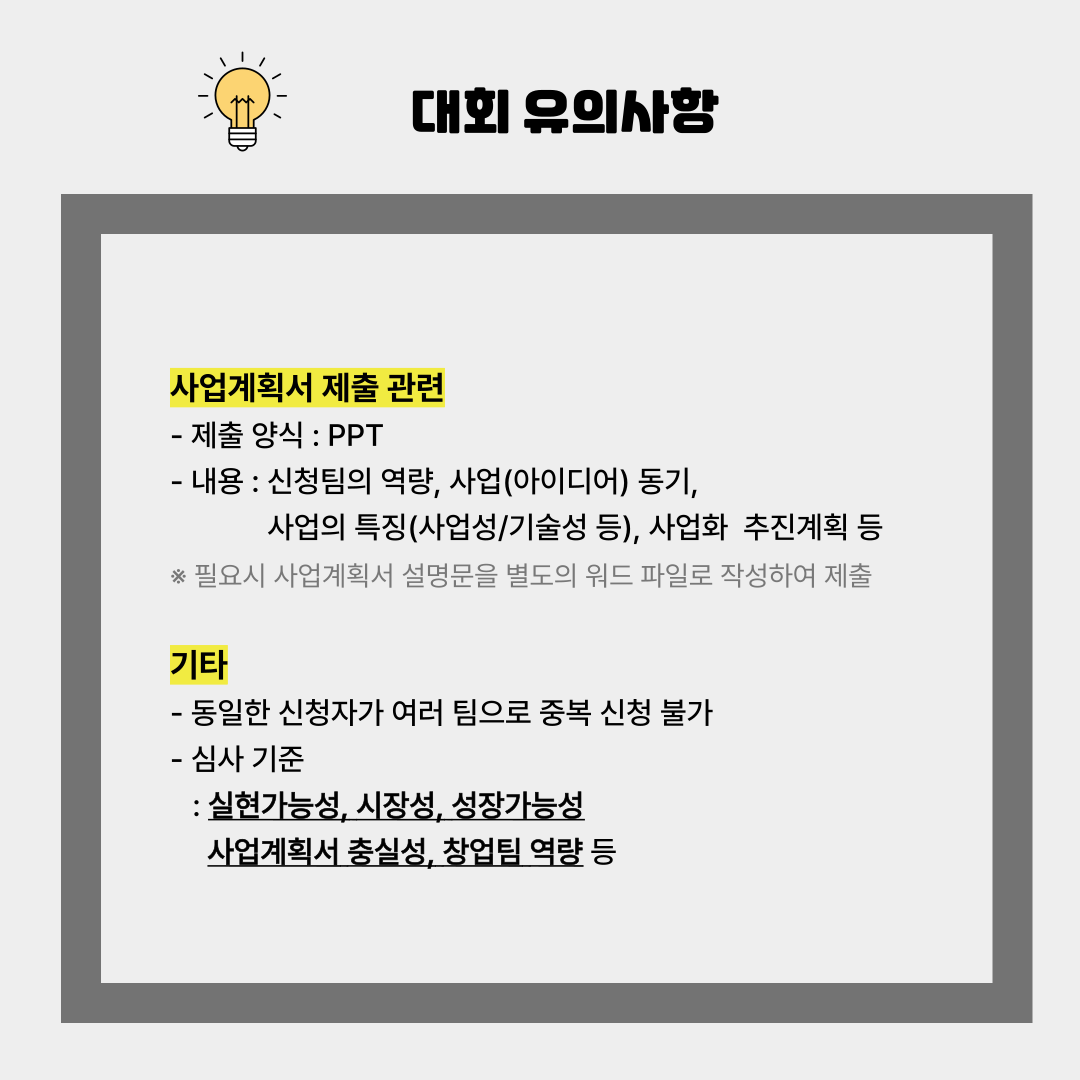 대회 유의사항
사업계획서 제출 관련
- 제출 양식 : PPT
- 내용 : 신청팀의 역량, 사업(아이디어) 동기,
사업의 특징(사업성/기술성 등), 사업화 추진계획 등
※ 필요시 사업계획서 설명문을 별도의 워드 파일로 작성하여 제출
기타
- 동일한 신청자가 여러 팀으로 중복 신청 불가
- 심사 기준
: 실현가능성, 시장성, 성장가능성
사업계획서 충실성, 창업팀 역량 등